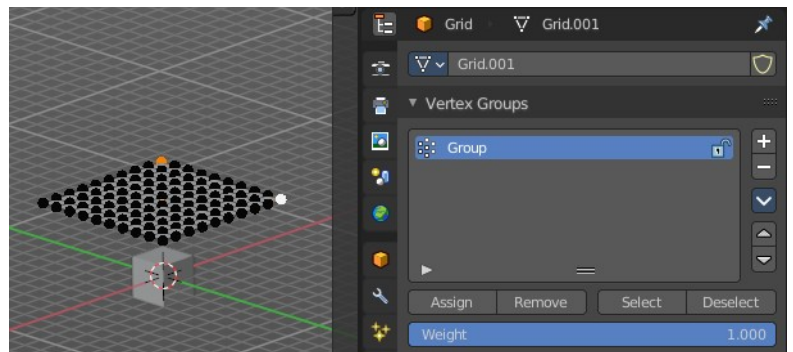 Grid Grid.001
Grid.001
Vertex Groups
Group
Assign Remove Select Deselect
Weight 1.000